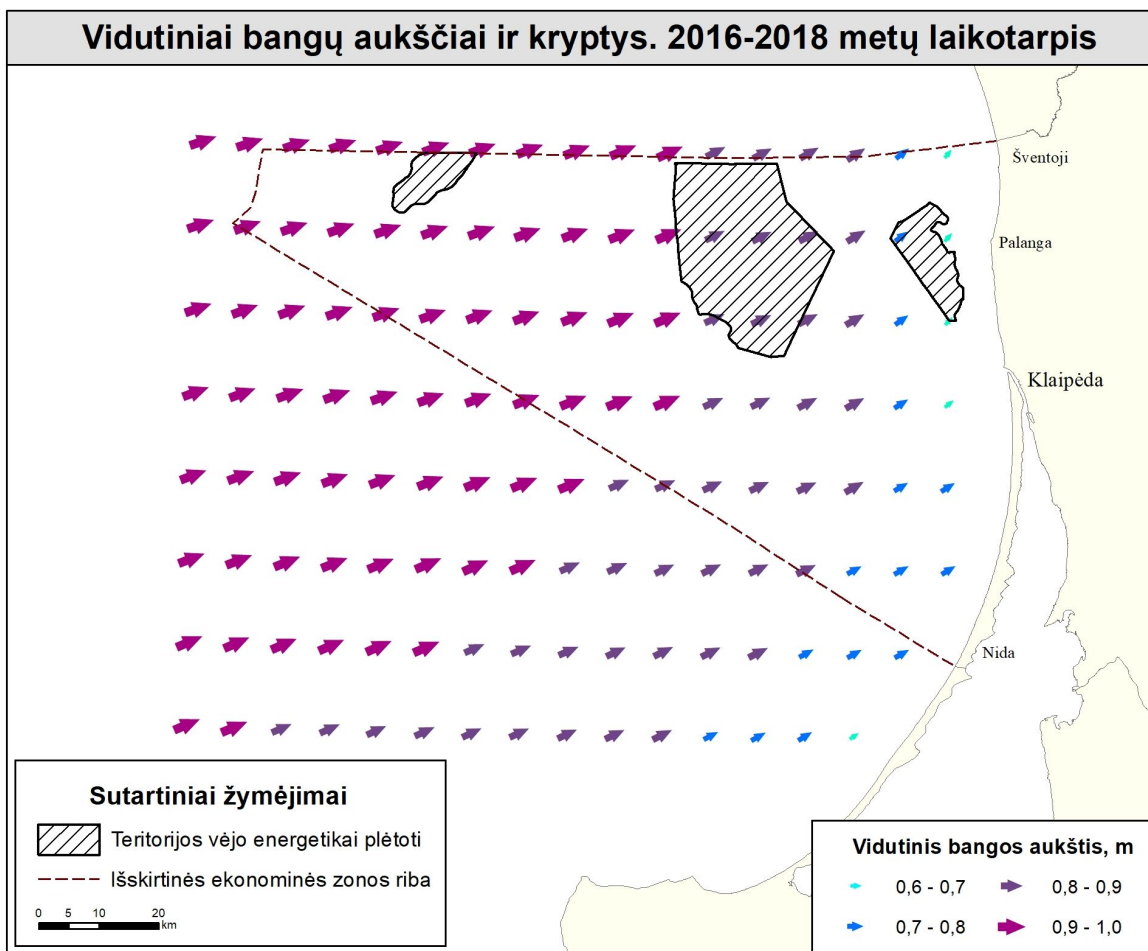 Vidutiniai bangų aukščiai ir kryptys. 2016-2018 metų laikotarpis
Šventoji
Palanga
Klaipėda
Nida
Sutartiniai žymėjimai
Teritorijos vėjo energetikai plėtoti
Išskirtinės ekonominės zonos riba
0 5 10 20
km
Vidutinis bangos aukštis, m
0,6 - 0,7 0,8 - 0,9
0,7 - 0,8 0,9 - 1,0